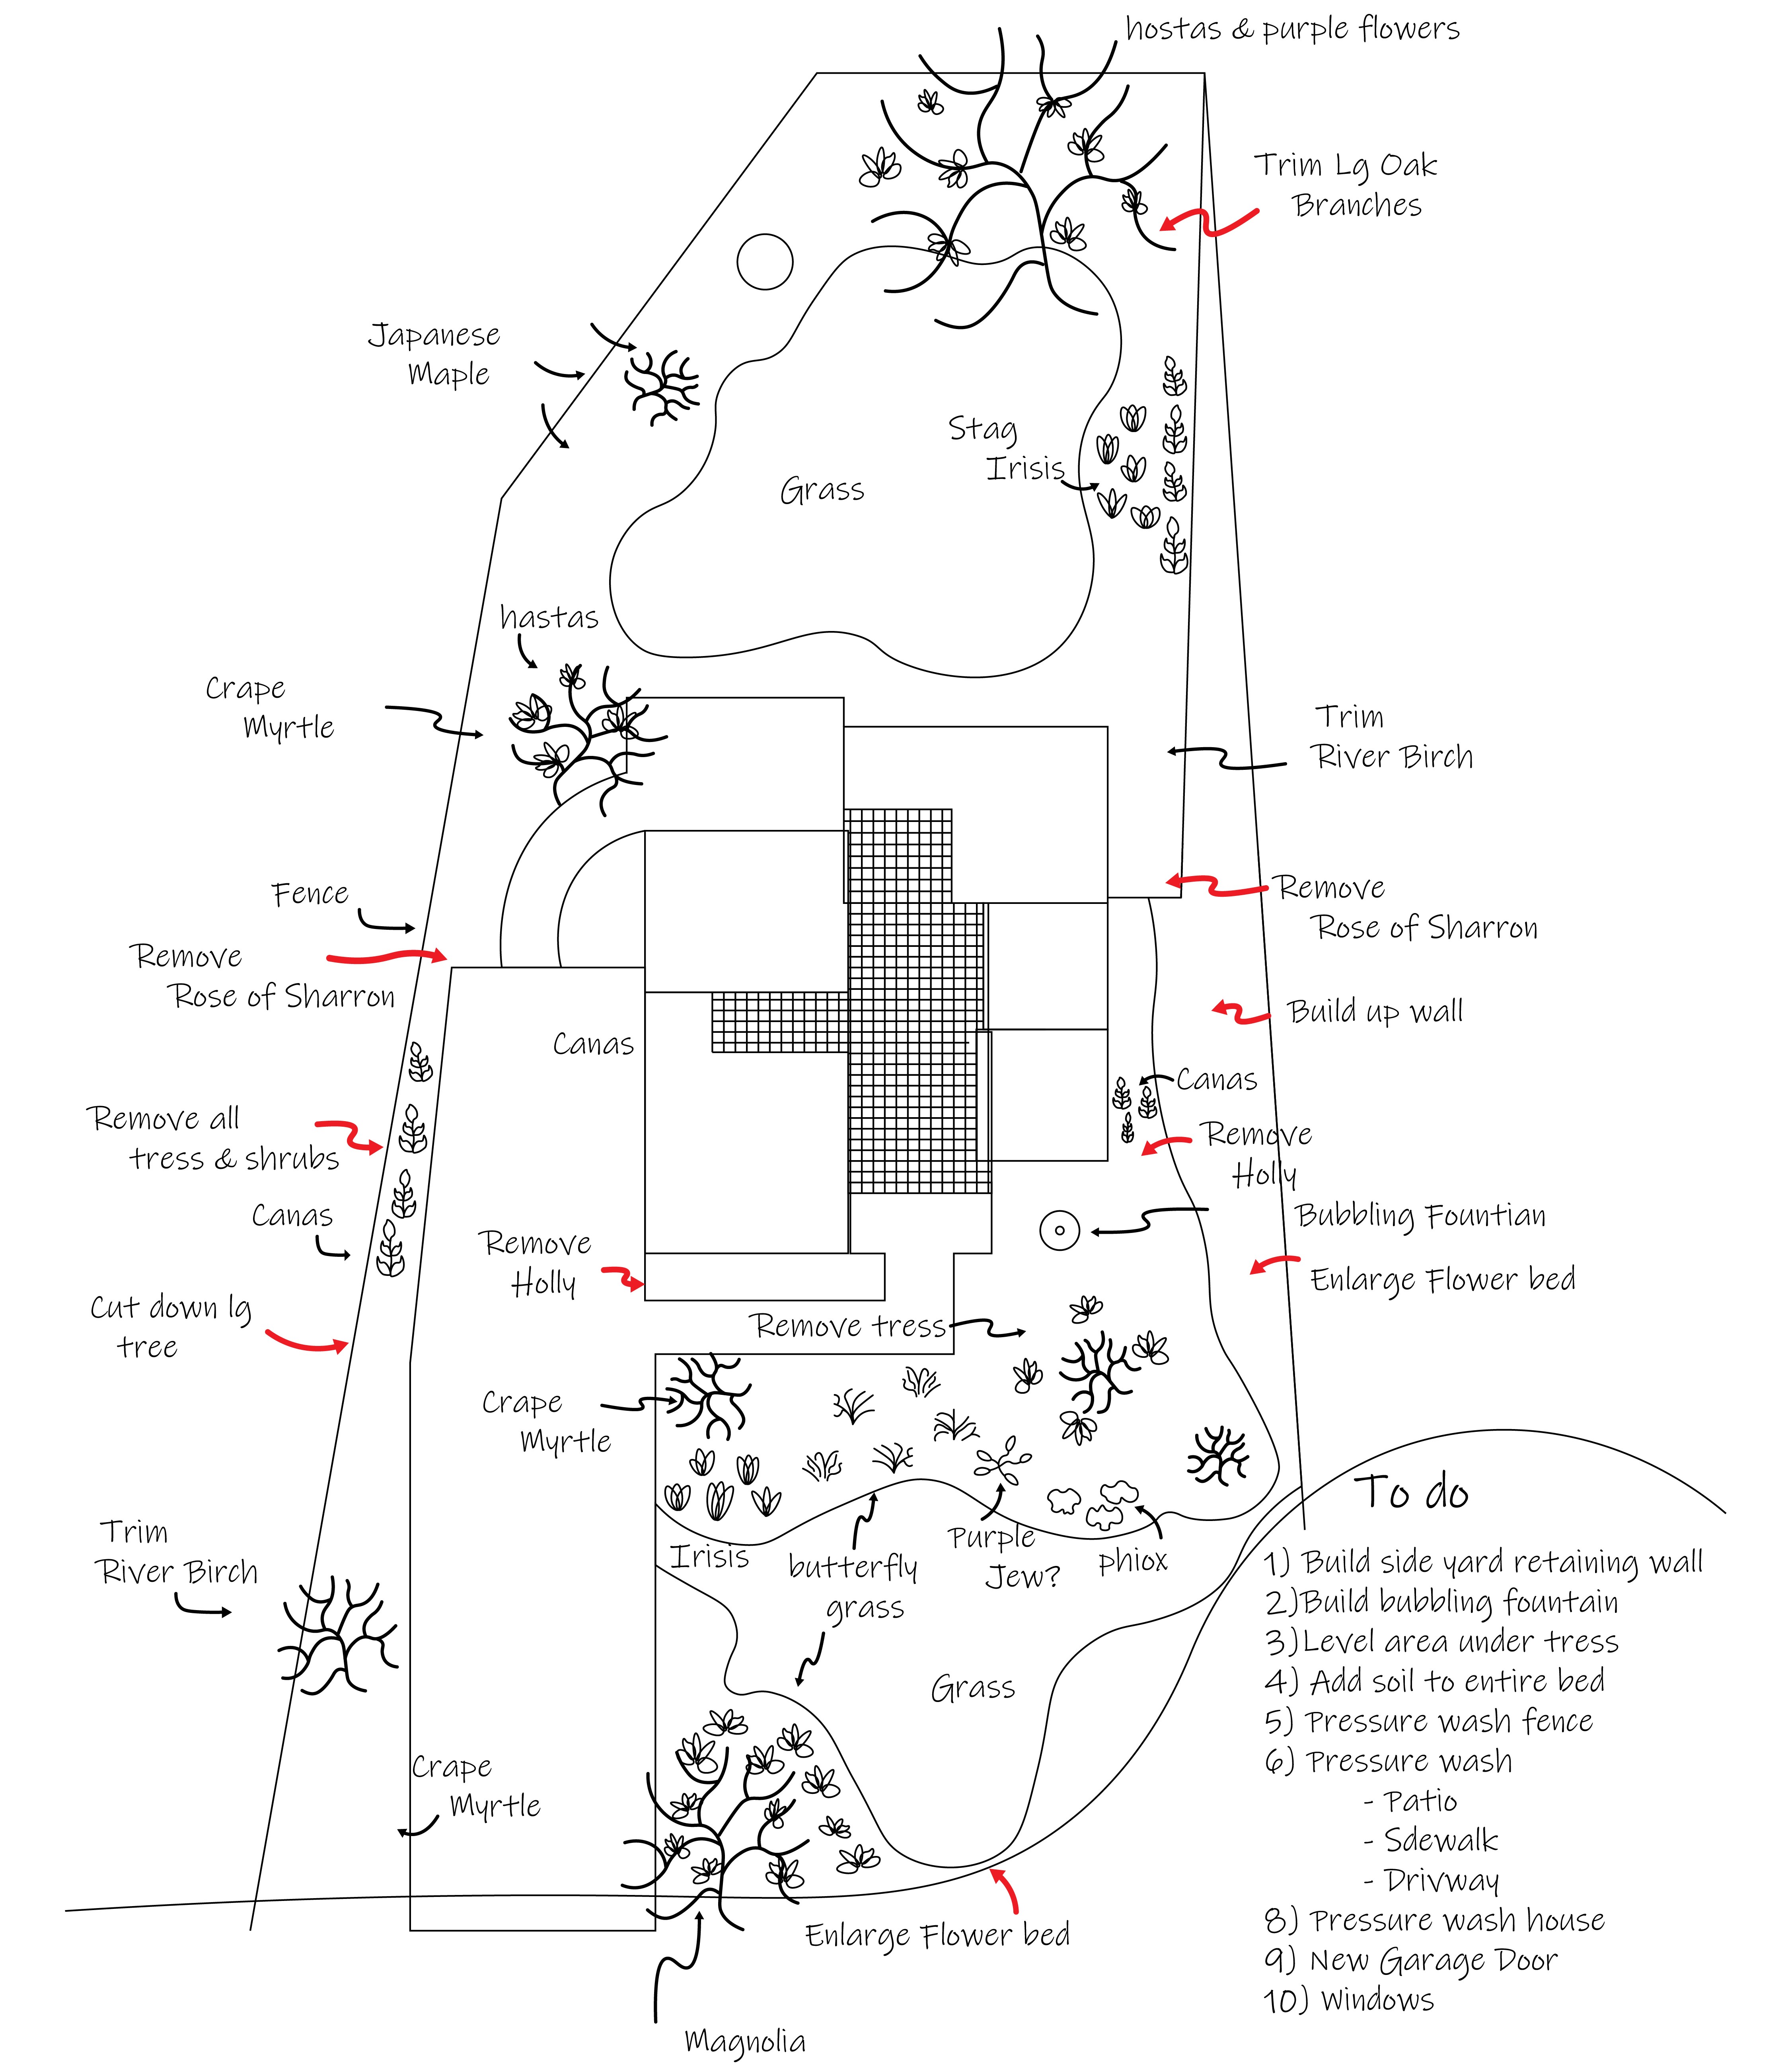 hostas & purple flowers
Trim Lg Oak
Branches
Japanese
Maple
Stag
Irisis
Grass
hastas
Crape
Myrtle
Trim
River Birch
Fence
Remove
Rose of Sharron
Remove
Rose of Sharron
Build up wall
Canas
Canas
Remove all
tress & shrubs
Remove
Holly
Canas
Bubbling Fountian
Remove
Holly
Enlarge Flower bed
Cut down lg
tree
Remove tress
Crape
Myrtle
To do
Trim
River Birch
Irisis
butterfly
grass
Purple
Jew?
phiox
1) Build side yard retaining wall
2)Build bubbling fountain
3)Level area under tress
4) Add soil to entire bed
5) Pressure wash fence
6) Pressure wash
- Patio
- Sdewalk
- Drivway
8) Pressure wash house
9) New Garage Door
10) Windows
Grass
Crape
Myrtle
Enlarge Flower bed
Magnolia